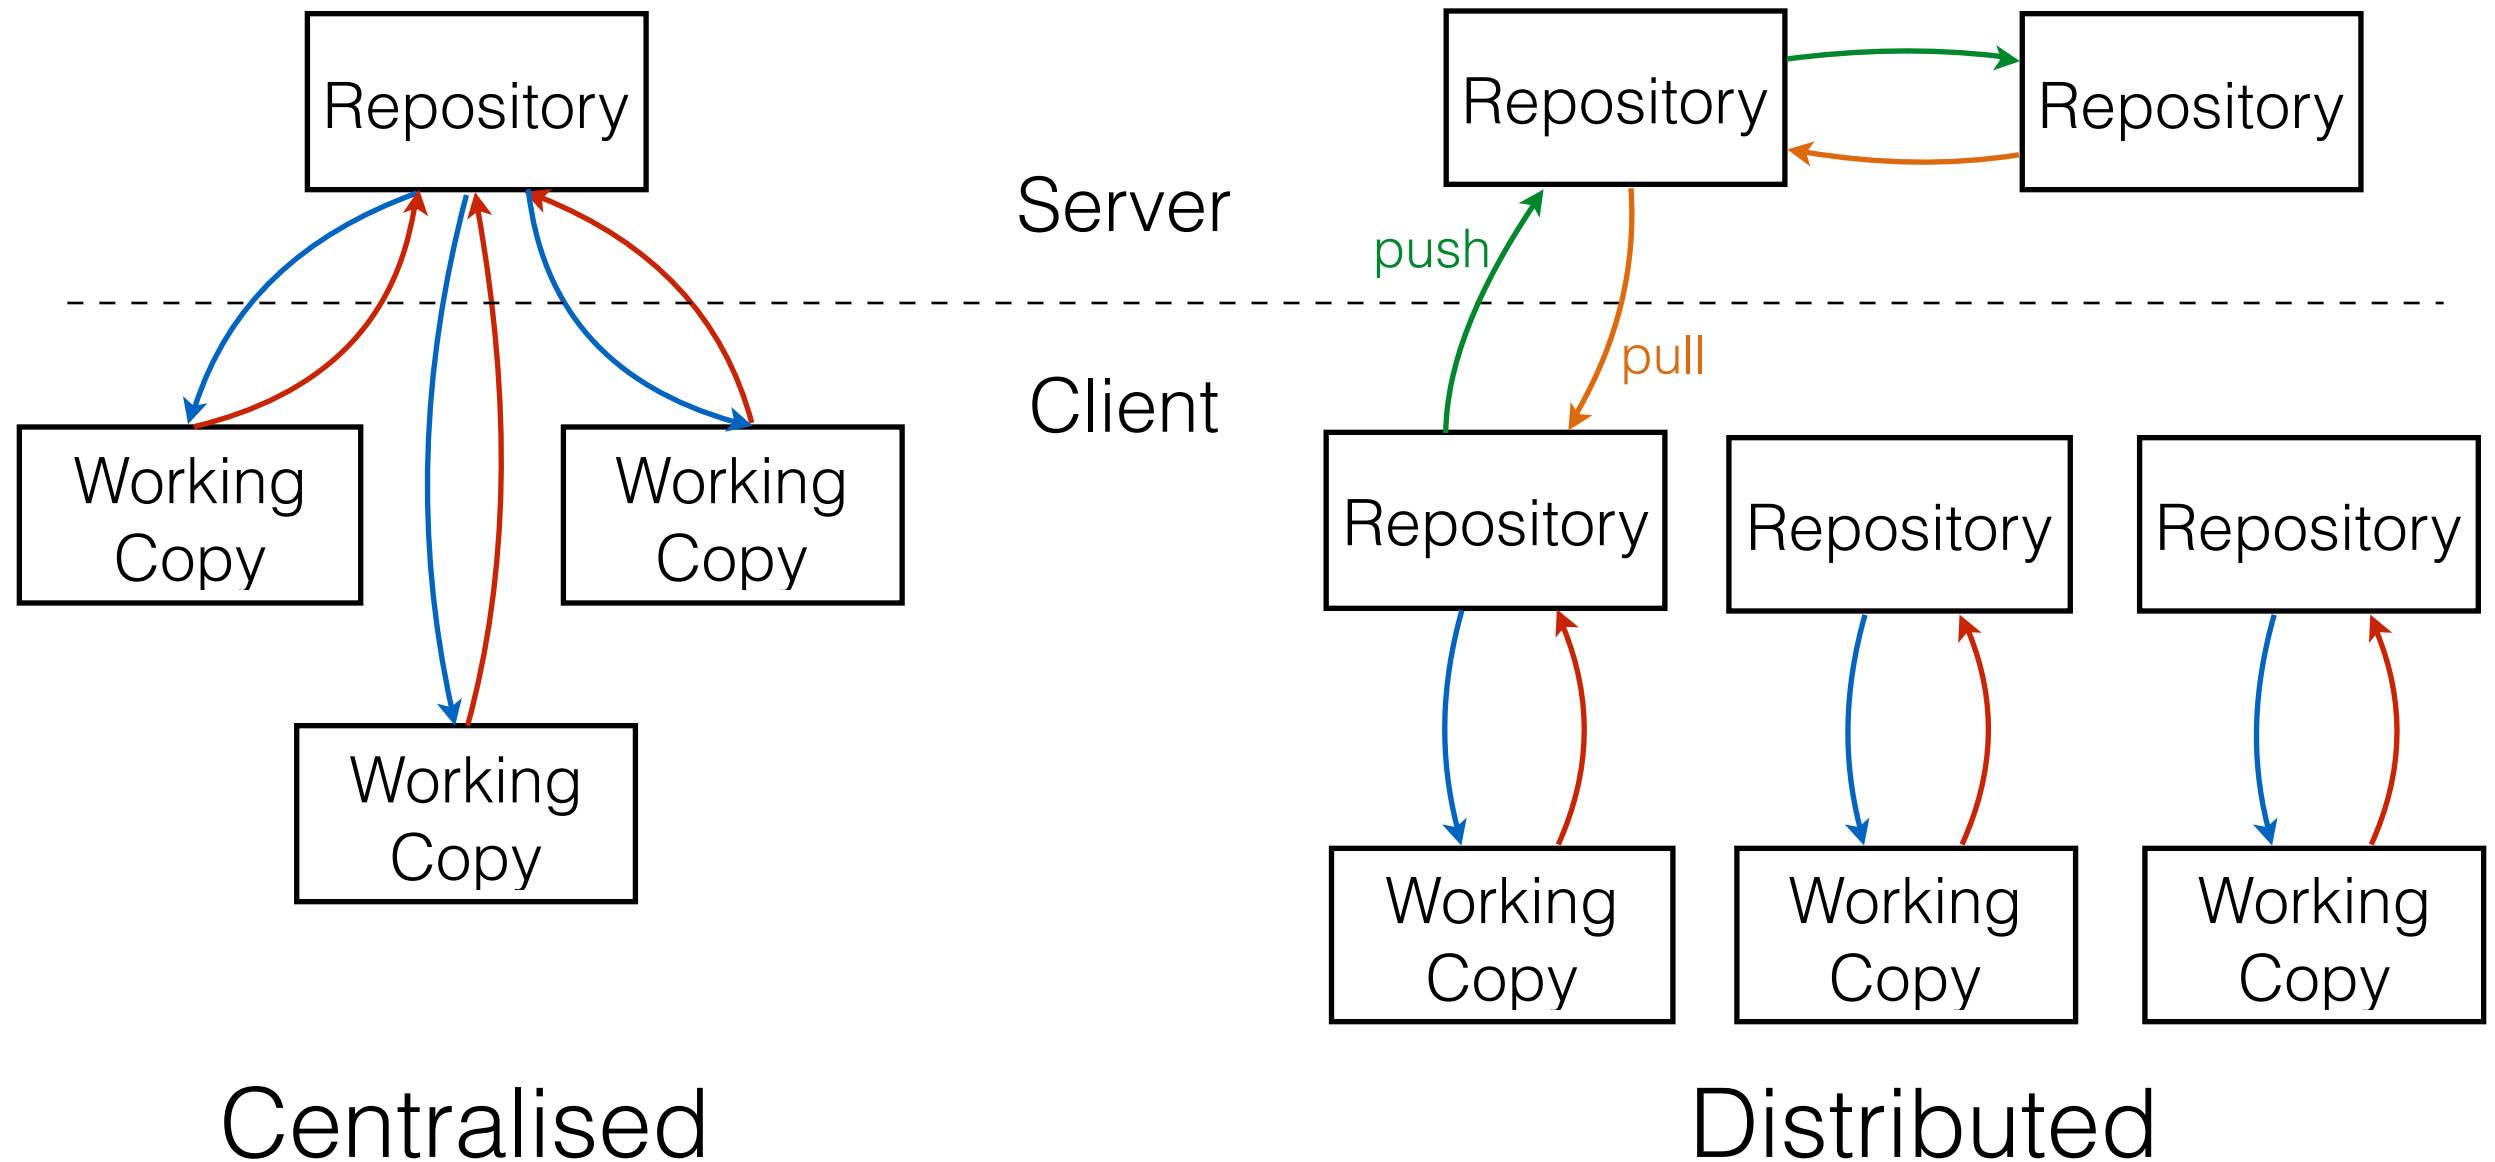 Repository
Repository
Repository
Server
push
pull
Client
Working
Copy
Working
Copy
Repository
Repository
Repository
Working
Copy
Working
Copy
Working
Copy
Working
Copy
Centralised
Distributed